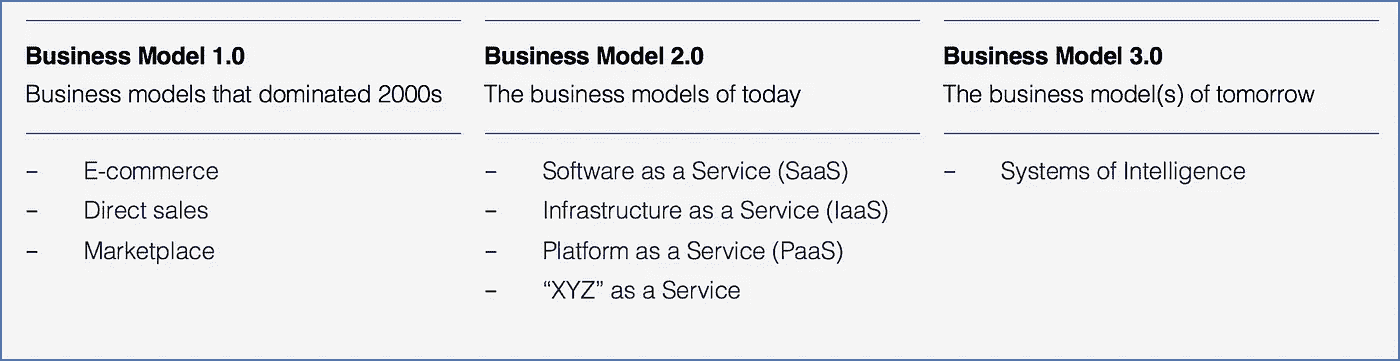 Business Model 1.0
Business models that dominated 2000s
– E-commerce
– Direct sales
– Marketplace
Business Model 2.0
The business models of today
– Software as a Service (SaaS)
– Infrastructure as a Service (IaaS)
– Platform as a Service (PaaS)
– “XYZ” as a Service
Business Model 3.0
The business model(s) of tomorrow
– Systems of Intelligence